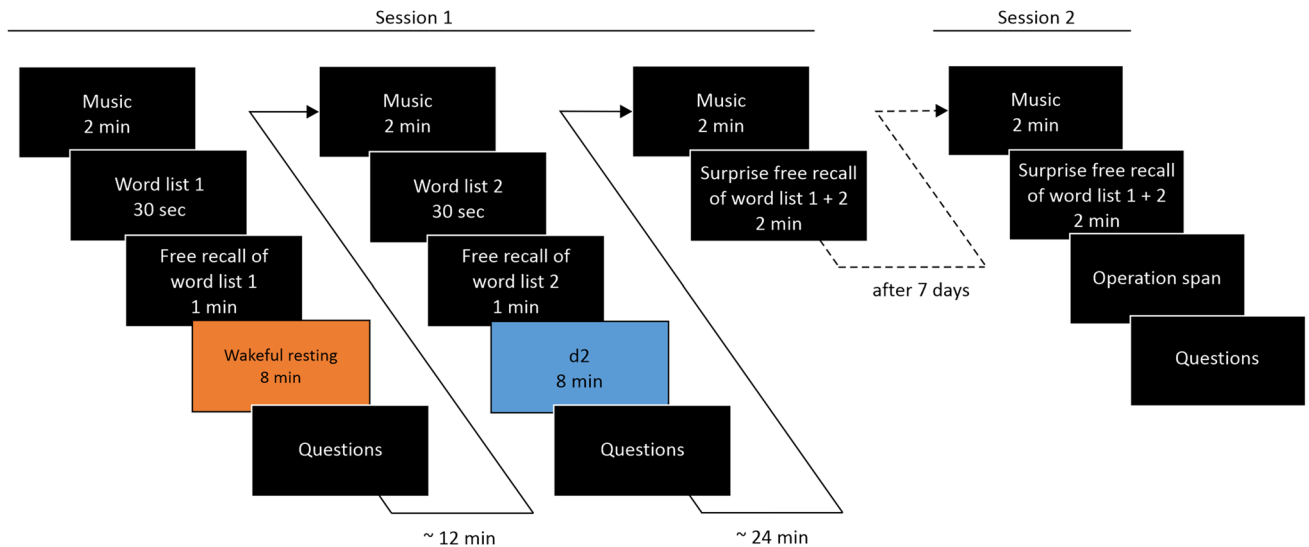 Session 1
Music
2 min
Word list 1
30 sec
Free recall of
word list 1
1 min
Wakeful resting
8 min
Questions
~ 12 min
Music
2 min
Word list 2
30 sec
Free recall of
word list 2
1 min
d2
8 min
Questions
~ 24 min
Music
2 min
Surprise free recall
of word list 1 + 2
2 min
after 7 days
Session 2
Music
2 min
Surprise free recall
of word list 1 + 2
2 min
Operation span
Questions